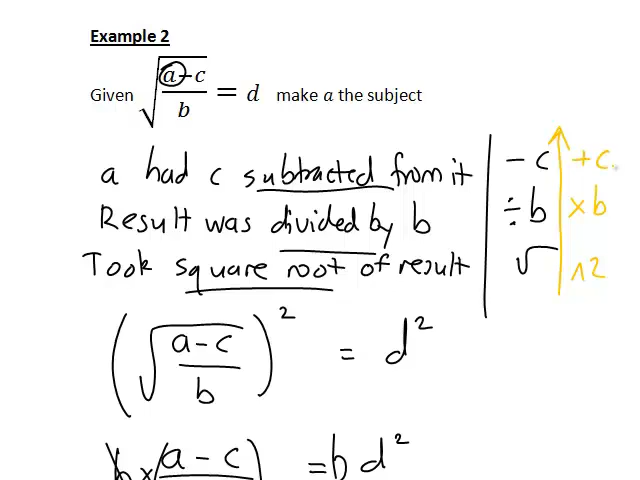 Example 2
Given √((a-c)/b) = d make a the subject
a had c subtracted from it
Result was divided by b
Took square root of result
- c +c
÷ b ×b
√ ^2
(√((a-c)/b))² = d²
b × (a-c) = b d²